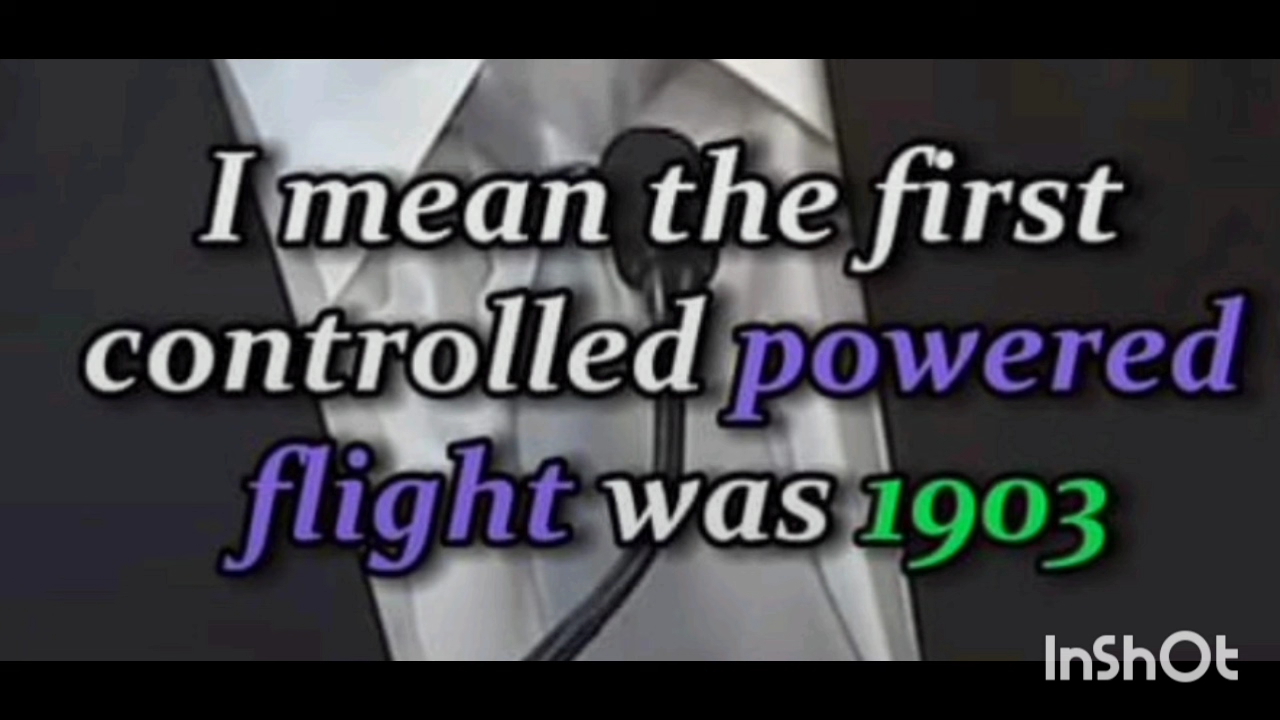 I mean the first
controlled powered
flight was 1903
InShOt